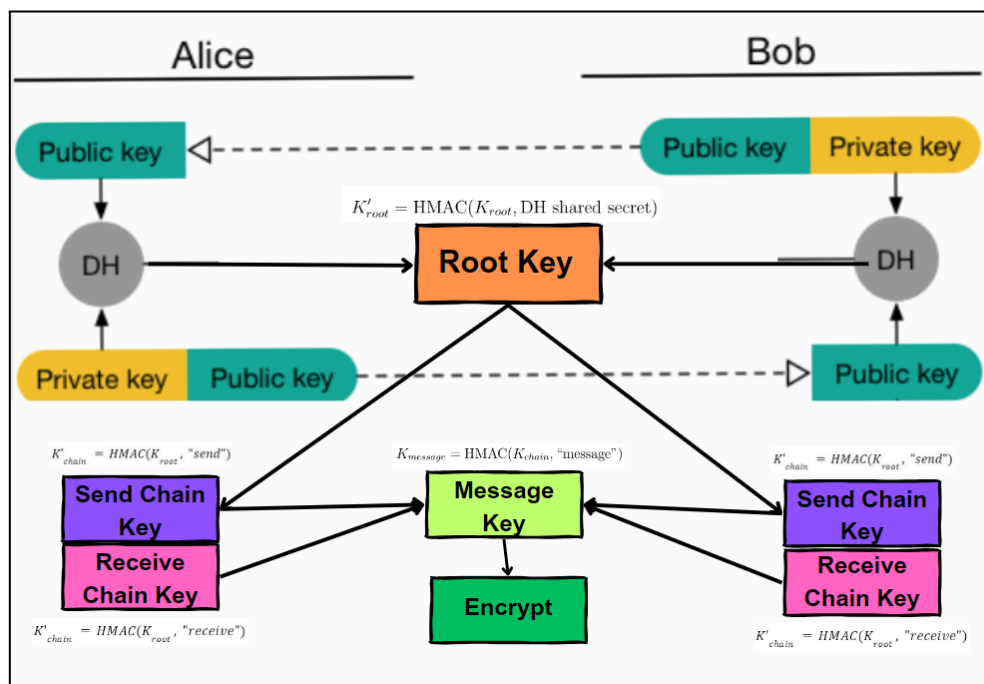 Alice
Bob
Public key
Public key
Private key
K'root = HMAC(Kroot, DH shared secret)
DH
Root Key
DH
Private key
Public key
Public key
K'chain = HMAC(Kroot, "send")
Kmessage = HMAC(Kchain, “message”)
K'chain = HMAC(Kroot, "send")
Send Chain
Key
Message
Key
Send Chain
Key
Receive
Chain Key
Encrypt
Receive
Chain Key
K'chain = HMAC(Kroot, "receive")
K'chain = HMAC(Kroot, "receive")